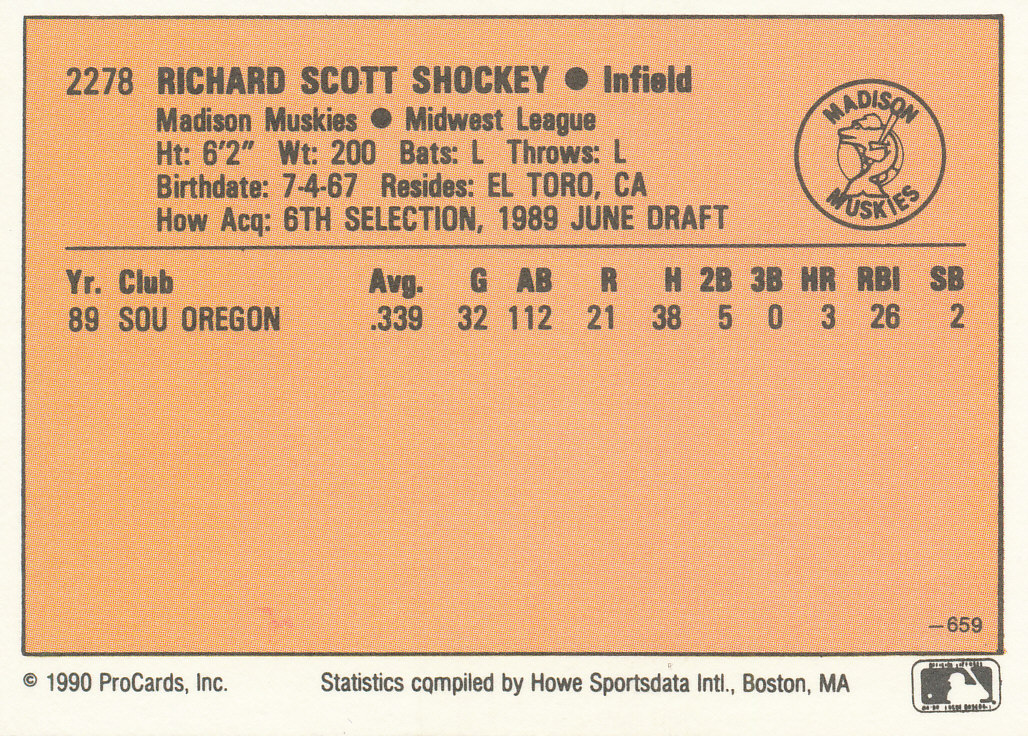 2278 RICHARD SCOTT SHOCKEY ● Infield
Madison Muskies ● Midwest League
Ht: 6'2" Wt: 200 Bats: L Throws: L
Birthdate: 7-4-67 Resides: EL TORO, CA
How Acq: 6TH SELECTION, 1989 JUNE DRAFT
MADISON
MUSKIES
Yr. Club Avg. G AB R H 2B 3B HR RBI SB
89 SOU OREGON .339 32 112 21 38 5 0 3 26 2
—659
© 1990 ProCards, Inc. Statistics compiled by Howe Sportsdata Intl., Boston, MA